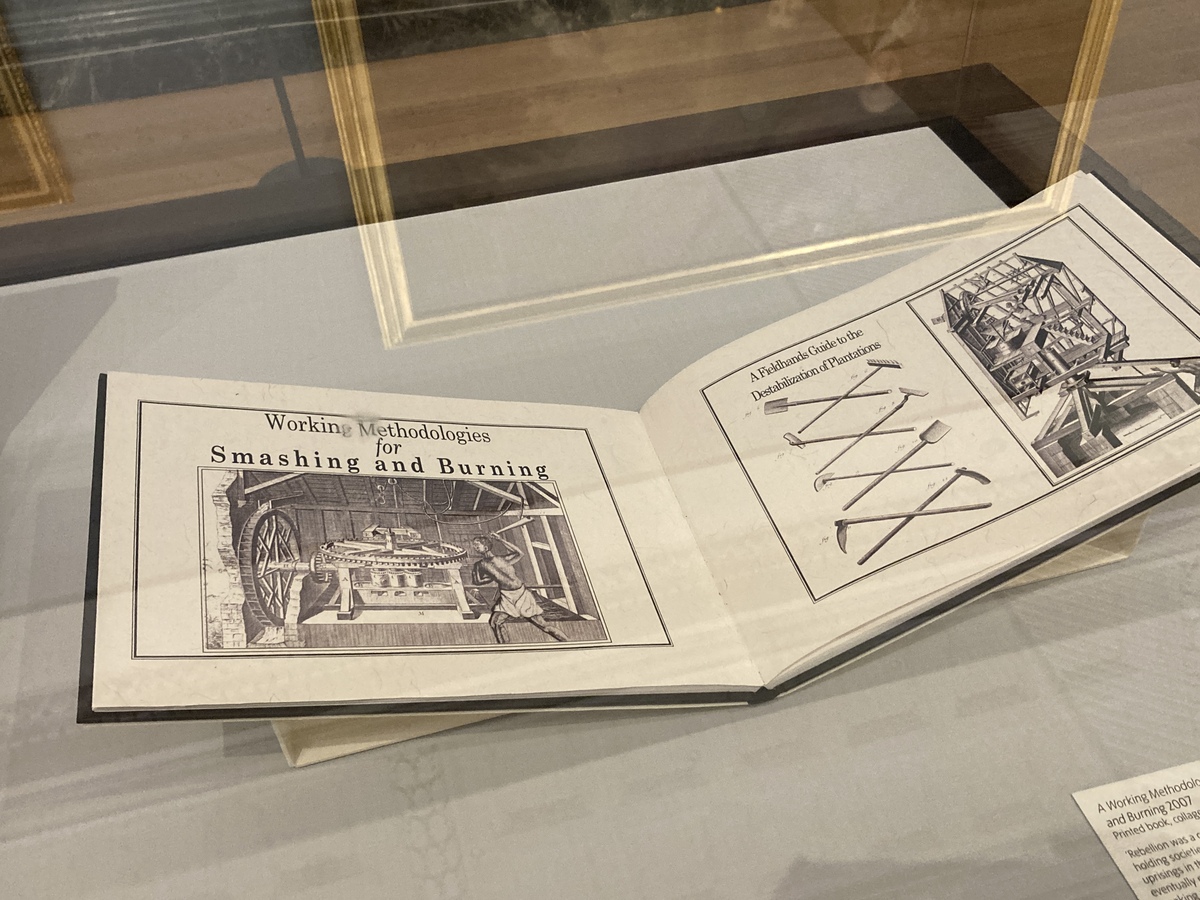 Working Methodologies
for
Smashing and Burning
A Fieldhands Guide to the
Destabilization of Plantations
A Working Methodolo
and Burning 2007
Printed book, collag
'Rebellion was a
holding societie
uprisings in th
eventually